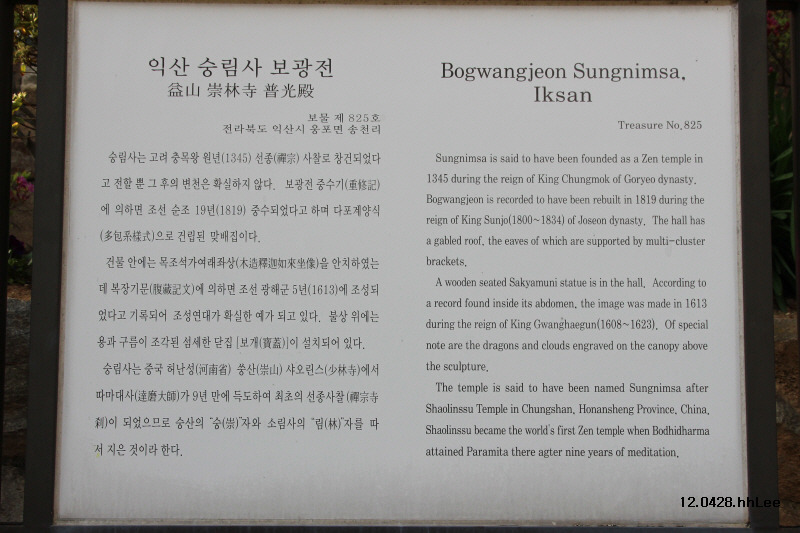 익산 숭림사 보광전
益山 崇林寺 普光殿
보물 제 825호
전라북도 익산시 웅포면 송천리
숭림사는 고려 충목왕 원년(1345) 선종(禪宗) 사찰로 창건되었다
고 전할 뿐 그 후의 변천은 확실하지 않다. 보광전 중수기(重修記)
에 의하면 조선 순조 19년(1819) 중수되었다고 하며 다포계양식
(多包系樣式)으로 건립된 맞배집이다.
건물 안에는 목조석가여래좌상(木造釋迦如來坐像)을 안치하였는
데 복장기문(腹藏記文)에 의하면 조선 광해군 5년(1613)에 조성되
었다고 기록되어 조성연대가 확실한 예가 되고 있다. 불상 위에는
용과 구름이 조각된 섬세한 닫집 [보개(寶蓋)]이 설치되어 있다.
숭림사는 중국 허난성(河南省) 쑹산(崇山) 샤오린스(少林寺)에서
따마대사(達磨大師)가 9년 만에 득도하여 최초의 선종사찰(禪宗寺
刹)이 되었으므로 숭산의 "숭(崇)"자와 소림사의 "림(林)"자를 따
서 지은 것이라 한다.
Bogwangjeon Sungnimsa,
Iksan
Treasure No.825
Sungnimsa is said to have been founded as a Zen temple in
1345 during the reign of King Chungmok of Goryeo dynasty.
Bogwangjeon is recorded to have been rebuilt in 1819 during the
reign of King Sunjo(1800~1834) of Joseon dynasty. The hall has
a gabled roof, the eaves of which are supported by multi-cluster
brackets.
A wooden seated Sakyamuni statue is in the hall. According to
a record found inside its abdomen, the image was made in 1613
during the reign of King Gwanghaegun(1608~1623). Of special
note are the dragons and clouds engraved on the canopy above
the sculpture.
The temple is said to have been named Sungnimsa after
Shaolinssu Temple in Chungshan, Honansheng Province, China.
Shaolinssu became the world's first Zen temple when Bodhidharma
attained Paramita there agter nine years of meditation.
12.0428.hhLee